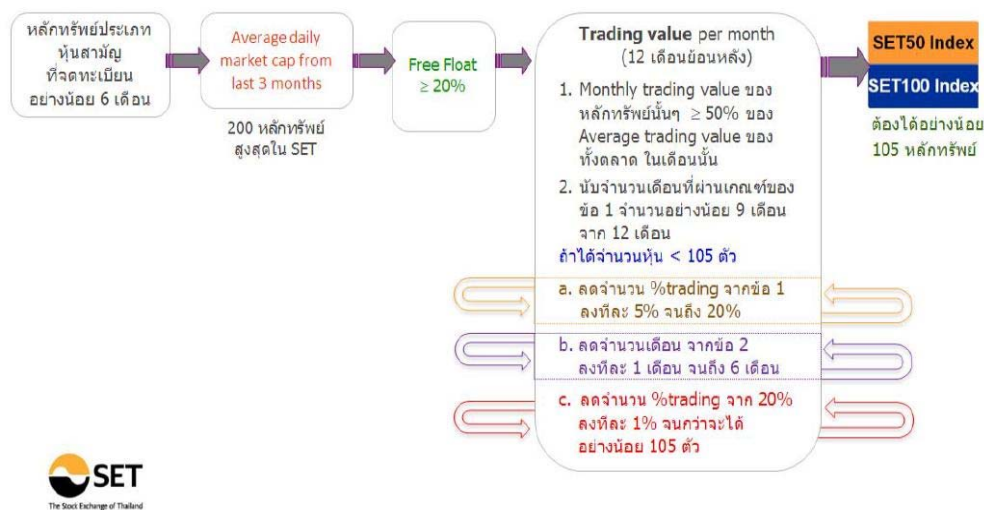 หลักทรัพย์ประเภท
หุ้นสามัญ
ที่จดทะเบียน
อย่างน้อย 6 เดือน
Average daily
market cap from
last 3 months
200 หลักทรัพย์
สูงสุดใน SET
Free Float
≥ 20%
Trading value per month
(12 เดือนย้อนหลัง)
1. Monthly trading value ของ
หลักทรัพย์นั้นๆ ≥ 50% ของ
Average trading value ของ
ทั้งตลาด ในเดือนนั้น
2. นับจำนวนเดือนที่ผ่านเกณฑ์ของ
ข้อ 1 จำนวนอย่างน้อย 9 เดือน
จาก 12 เดือน
ถ้าได้จำนวนหุ้น < 105 ตัว
a. ลดจำนวน %trading จากข้อ 1
ลงทีละ 5% จนถึง 20%
b. ลดจำนวนเดือน จากข้อ 2
ลงทีละ 1 เดือน จนถึง 6 เดือน
c. ลดจำนวน %trading จาก 20%
ลงทีละ 1% จนกว่าจะได้
อย่างน้อย 105 ตัว
SET50 Index
SET100 Index
ต้องได้อย่างน้อย
105 หลักทรัพย์
SET
The Stock Exchange of Thailand